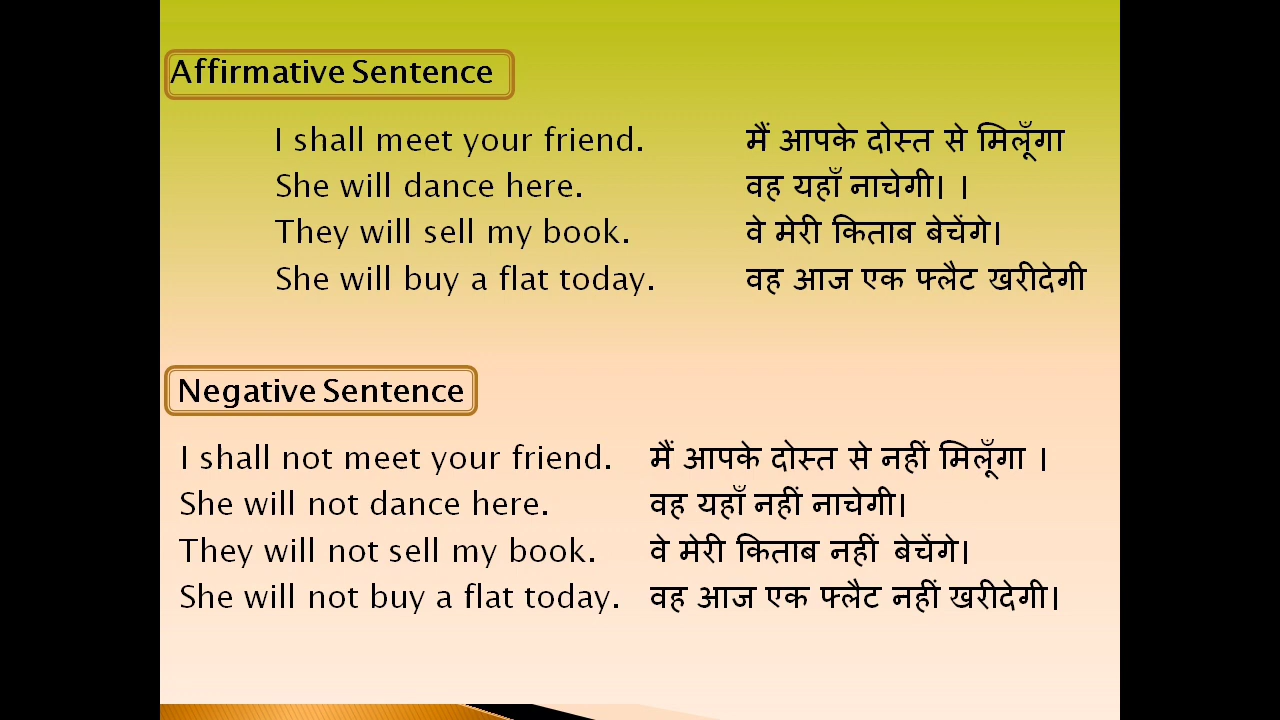 Affirmative Sentence
I shall meet your friend. मैं आपके दोस्त से मिलूँगा
She will dance here. वह यहाँ नाचेगी। ।
They will sell my book. वे मेरी किताब बेचेंगे।
She will buy a flat today. वह आज एक फ्लैट खरीदेगी
Negative Sentence
I shall not meet your friend. मैं आपके दोस्त से नहीं मिलूँगा ।
She will not dance here. वह यहाँ नहीं नाचेगी।
They will not sell my book. वे मेरी किताब नहीं बेचेंगे।
She will not buy a flat today. वह आज एक फ्लैट नहीं खरीदेगी।